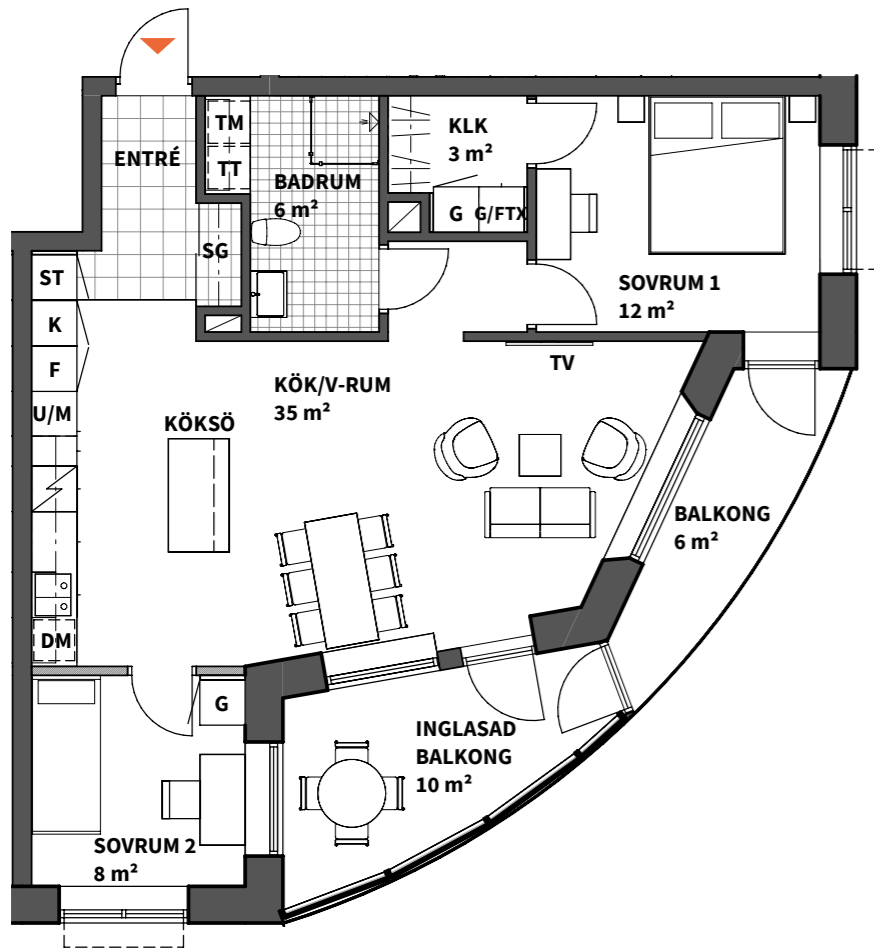 TM
KLK
3 m²
ENTRÉ
TT
BADRUM
6 m²
G
G/FTX
SG
ST
SOVRUM 1
12 m²
K
F
TV
KÖK/V-RUM
35 m²
U/M
KÖKSÖ
BALKONG
6 m²
DM
G
INGLASAD
BALKONG
10 m²
SOVRUM 2
8 m²